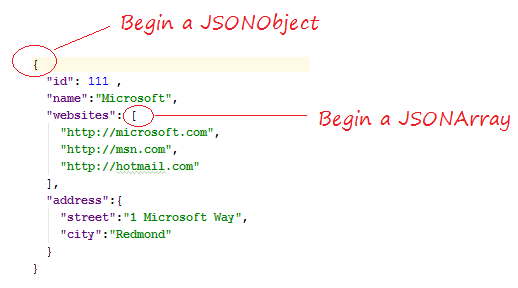 Begin a JSONObject
{
"id": 111 ,
"name":"Microsoft",
"websites": [
Begin a JSONArray
"http://microsoft.com",
"http://msn.com",
"http://hotmail.com"
],
"address":{
"street":"1 Microsoft Way",
"city":"Redmond"
}
}